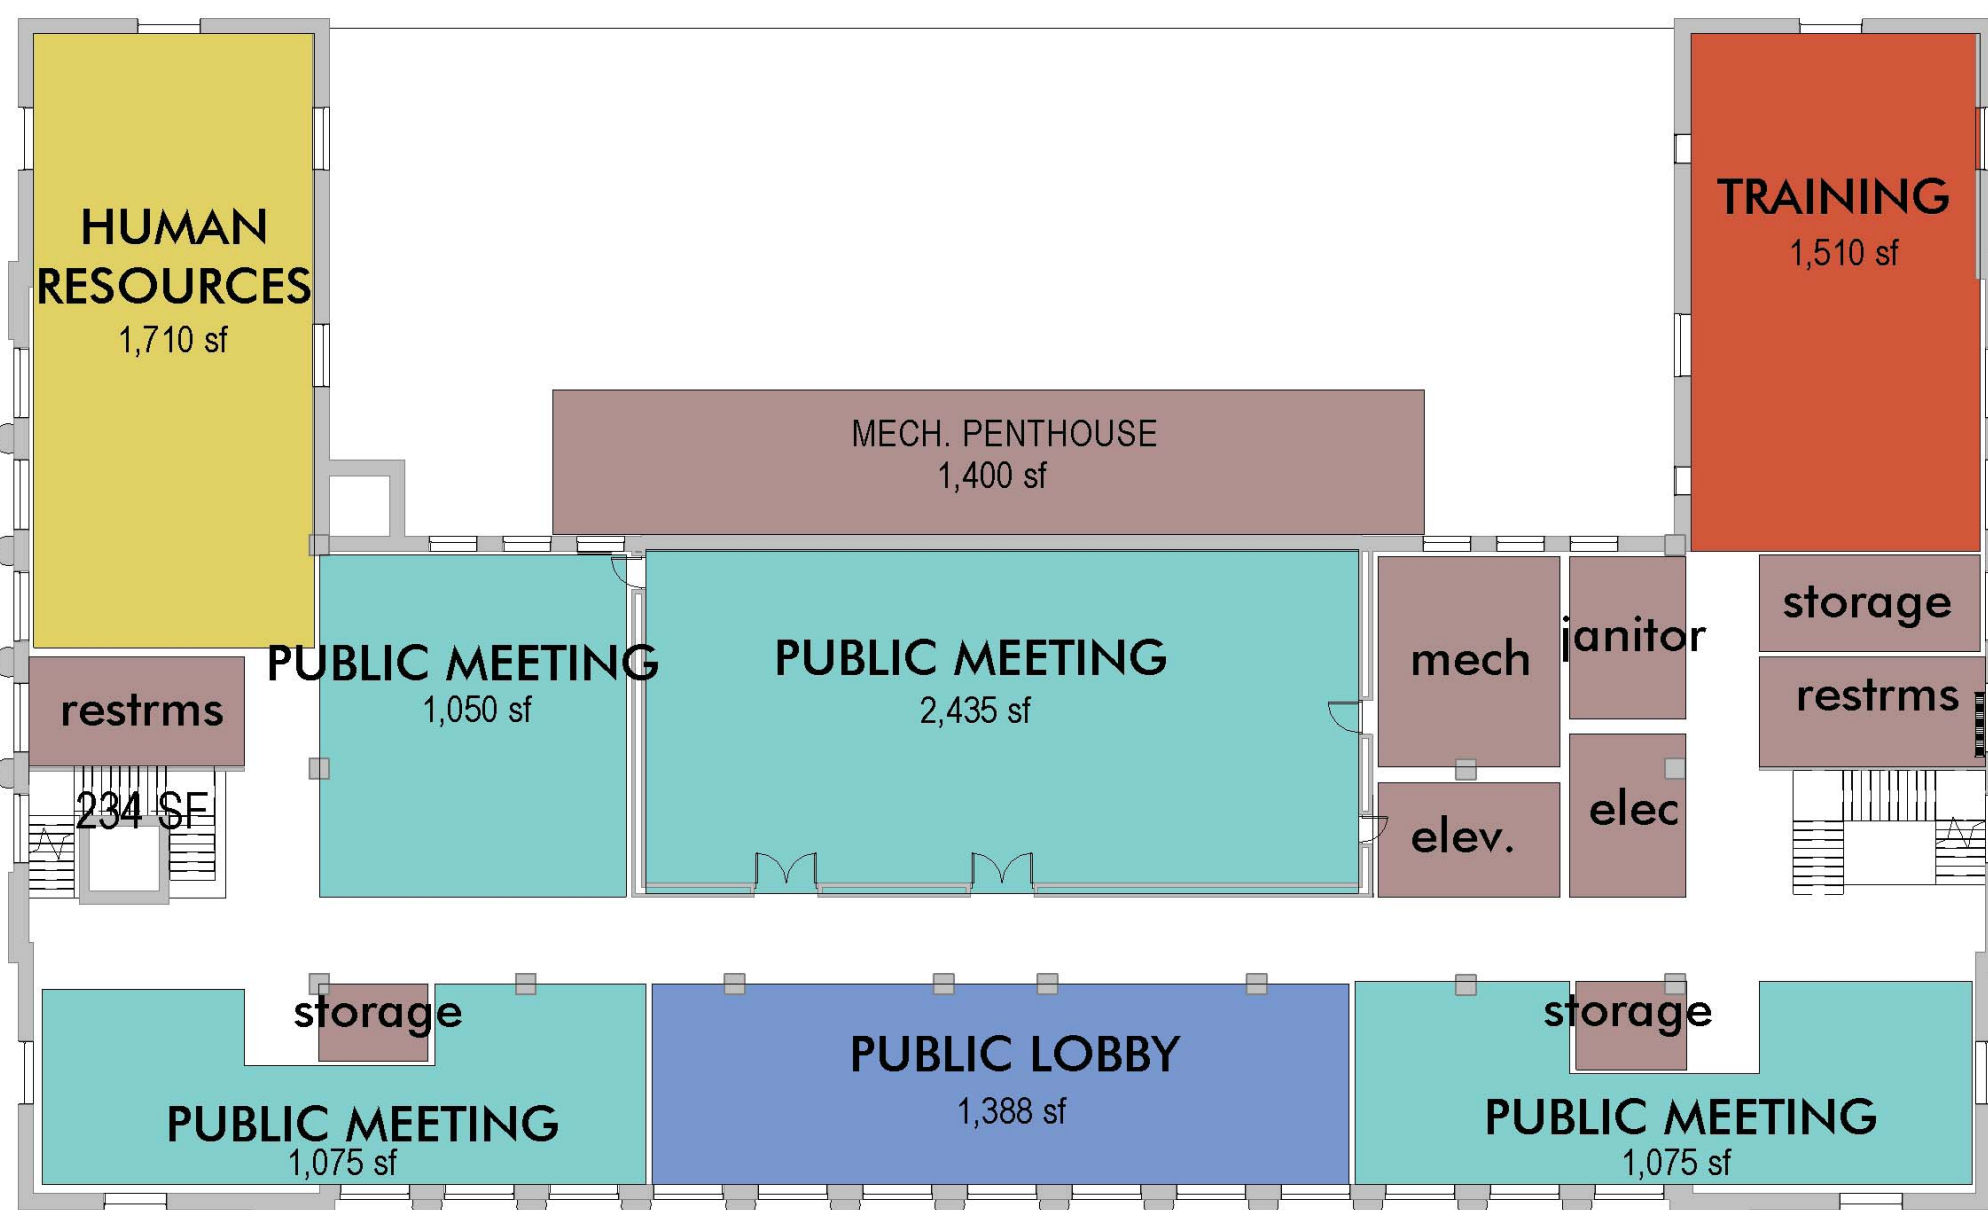 HUMAN
RESOURCES
1,710 sf
TRAINING
1,510 sf
MECH. PENTHOUSE
1,400 sf
PUBLIC MEETING
1,050 sf
PUBLIC MEETING
2,435 sf
mech
janitor
storage
restrms
restrms
234 SF
elev.
elec
storage
PUBLIC MEETING
1,075 sf
PUBLIC LOBBY
1,388 sf
storage
PUBLIC MEETING
1,075 sf